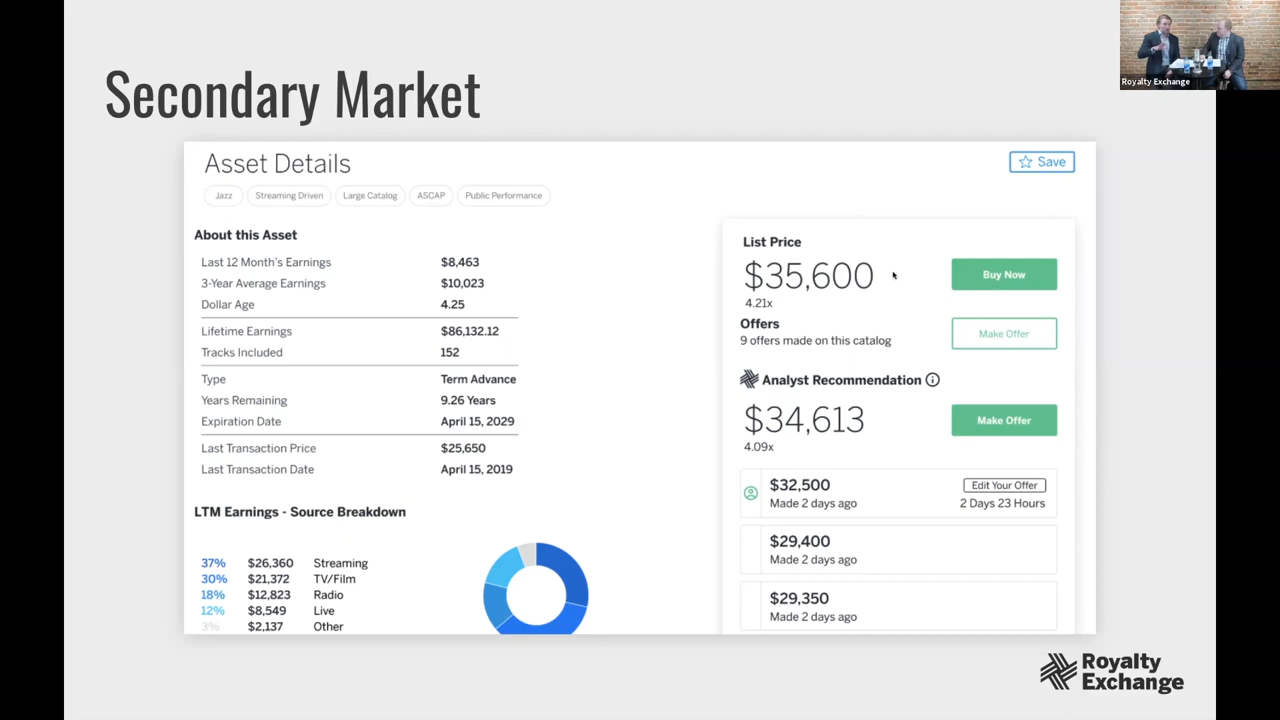 Royalty Exchange
Secondary Market
Asset Details
Save
Jazz
Streaming Driven
Large Catalog
ASCAP
Public Performance
About this Asset
Last 12 Month's Earnings $8,463
3-Year Average Earnings $10,023
Dollar Age 4.25
Lifetime Earnings $86,132.12
Tracks Included 152
Type Term Advance
Years Remaining 9.26 Years
Expiration Date April 15, 2029
Last Transaction Price $25,650
Last Transaction Date April 15, 2019
LTM Earnings - Source Breakdown
37% $26,360 Streaming
30% $21,372 TV/Film
18% $12,823 Radio
12% $8,549 Live
3% $2,137 Other
List Price
$35,600
Buy Now
4.21x
Offers
9 offers made on this catalog
Make Offer
Analyst Recommendation
$34,613
Make Offer
4.09x
$32,500 Edit Your Offer
Made 2 days ago 2 Days 23 Hours
$29,400
Made 2 days ago
$29,350
Made 2 days ago
Royalty
Exchange